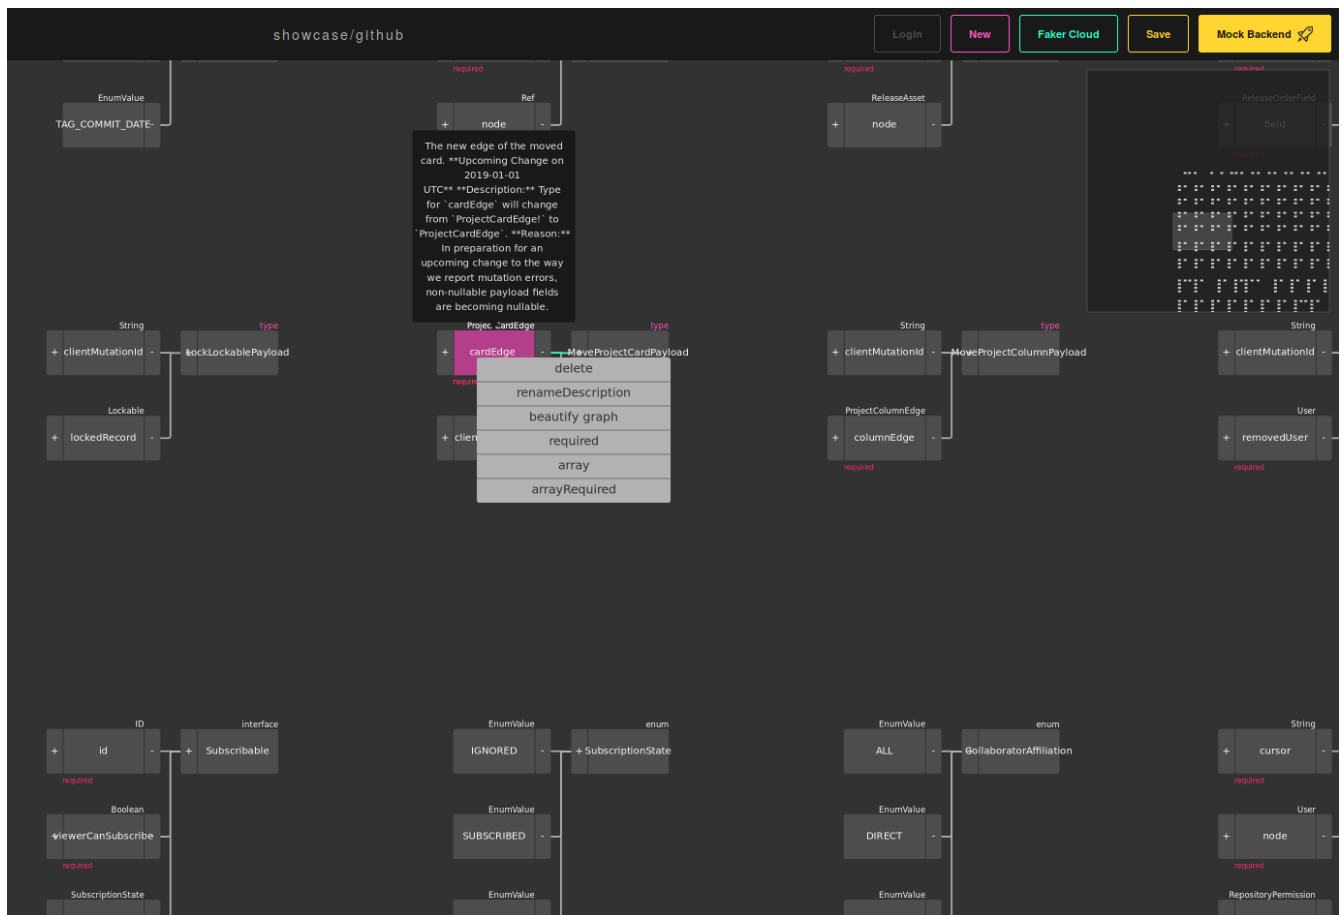 showcase/github
Login
New
Faker Cloud
Save
Mock Backend
required
required
required
EnumValue
Ref
ReleaseAsset
ReleaseOrderField
TAG_COMMIT_DATE-
+ node -
+ node -
+ field
required
The new edge of the moved
card. **Upcoming Change on
2019-01-01
UTC** **Description:** Type
for `cardEdge` will change
from `ProjectCardEdge!` to
`ProjectCardEdge`. **Reason:**
In preparation for an
upcoming change to the way
we report mutation errors,
non-nullable payload fields
are becoming nullable.
String
type
ProjectCardEdge
type
String
type
String
+ clientMutationId -
LockLockablePayload
+ cardEdge -
MoveProjectCardPayload
+ clientMutationId -
MoveProjectColumnPayload
+ clientMutationId -
required
delete
renameDescription
beautify graph
required
array
arrayRequired
Lockable
ProjectColumnEdge
User
+ lockedRecord -
+ clien
+ columnEdge -
+ removedUser -
required
required
ID
interface
EnumValue
enum
EnumValue
enum
String
+ id -
+ Subscribable
IGNORED -
+ SubscriptionState
ALL -
CollaboratorAffiliation
+ cursor -
required
required
Boolean
EnumValue
EnumValue
User
viewerCanSubscribe
SUBSCRIBED -
DIRECT -
+ node -
required
required
SubscriptionState
EnumValue
EnumValue
RepositoryPermission